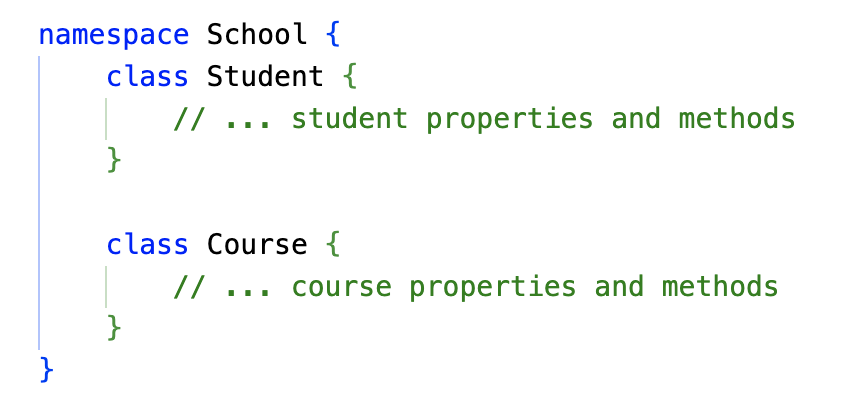 namespace School {
    class Student {
        // ... student properties and methods
    }

    class Course {
        // ... course properties and methods
    }
}